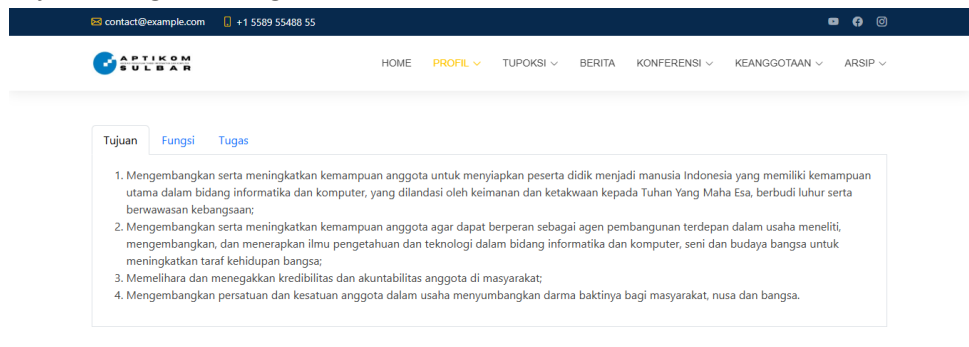 contact@example.com +1 5589 55488 55
APTIKOM
SULBAR
HOME PROFIL TUPOKSI BERITA KONFERENSI KEANGGOTAAN ARSIP
Tujuan Fungsi Tugas
1. Mengembangkan serta meningkatkan kemampuan anggota untuk menyiapkan peserta didik menjadi manusia Indonesia yang memiliki kemampuan
utama dalam bidang informatika dan komputer, yang dilandasi oleh keimanan dan ketakwaan kepada Tuhan Yang Maha Esa, berbudi luhur serta
berwawasan kebangsaan;
2. Mengembangkan serta meningkatkan kemampuan anggota agar dapat berperan sebagai agen pembangunan terdepan dalam usaha meneliti,
mengembangkan, dan menerapkan ilmu pengetahuan dan teknologi dalam bidang informatika dan komputer, seni dan budaya bangsa untuk
meningkatkan taraf kehidupan bangsa;
3. Memelihara dan menegakkan kredibilitas dan akuntabilitas anggota di masyarakat;
4. Mengembangkan persatuan dan kesatuan anggota dalam usaha menyumbangkan darma baktinya bagi masyarakat, nusa dan bangsa.